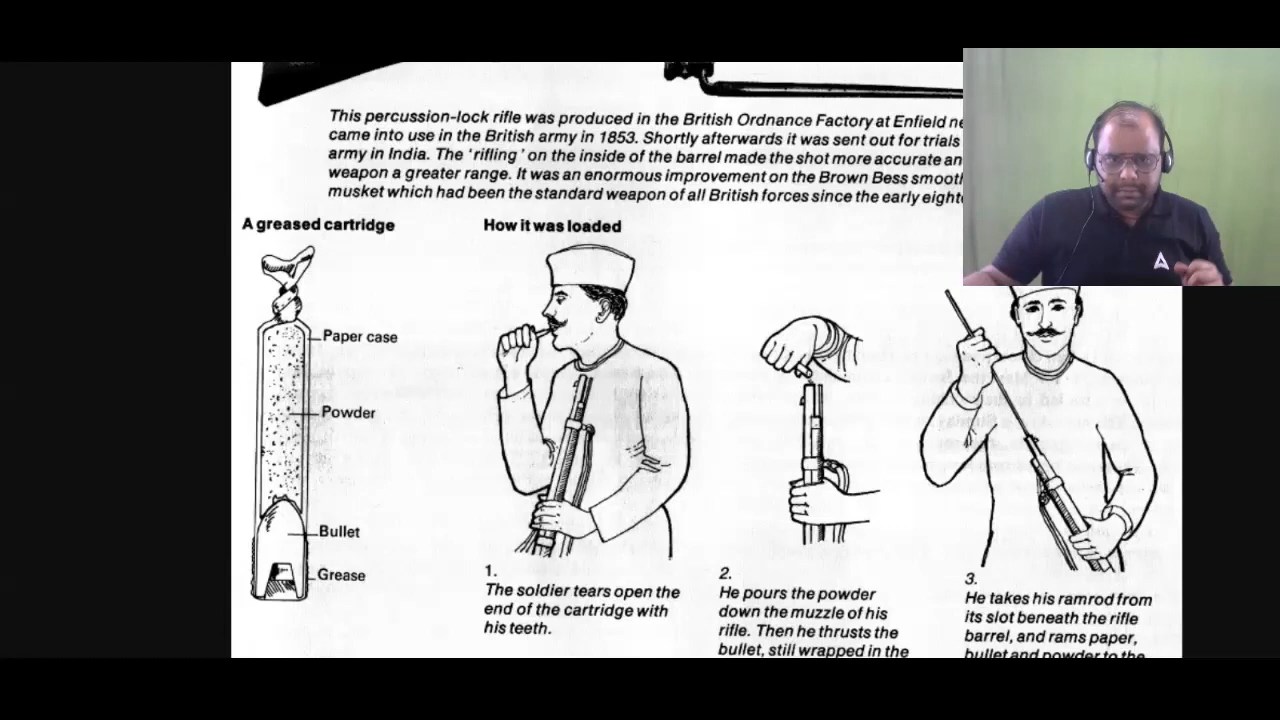 This percussion-lock rifle was produced in the British Ordnance Factory at Enfield
came into use in the British army in 1853. Shortly afterwards it was sent out for trials
army in India. The 'rifling' on the inside of the barrel made the shot more accurate
weapon a greater range. It was an enormous improvement on the Brown Bess
musket which had been the standard weapon of all British forces since the early
A greased cartridge
How it was loaded
Paper case
Powder
Bullet
Grease
1.
The soldier tears open the
end of the cartridge with
his teeth.
2.
He pours the powder
down the muzzle of his
rifle. Then he thrusts the
bullet, still wrapped in the
3.
He takes his ramrod from
its slot beneath the rifle
barrel, and rams paper,
bullet and powder to the